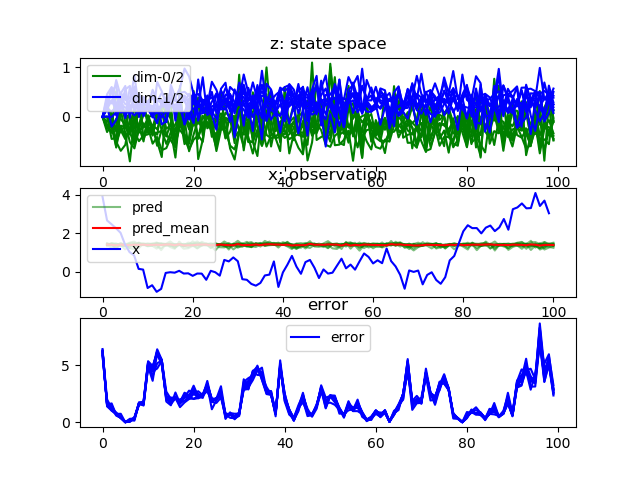 z: state space
1
0
dim-0/2
dim-1/2
0 20 40 60 80 100
x: observation
4
2
0
pred
pred_mean
x
0 20 40 60 80 100
error
5
0
error
0 20 40 60 80 100